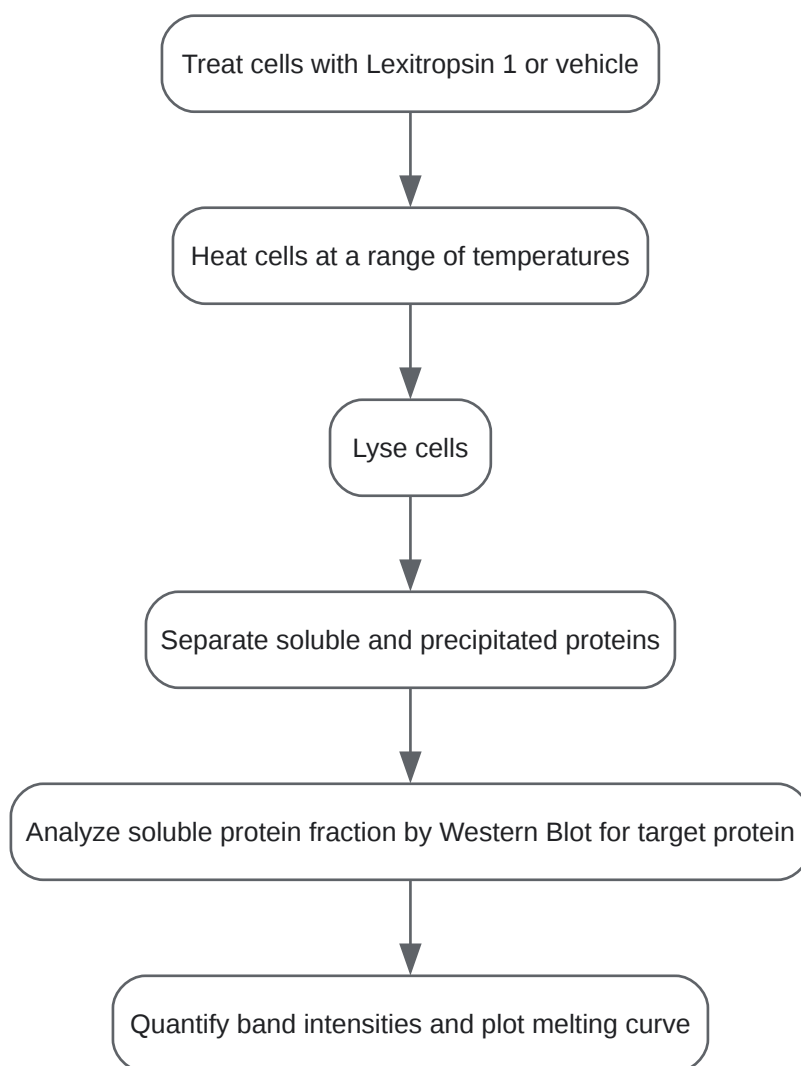 Treat cells with Lexitropsin 1 or vehicle
Heat cells at a range of temperatures
Lyse cells
Separate soluble and precipitated proteins
Analyze soluble protein fraction by Western Blot for target protein
Quantify band intensities and plot melting curve